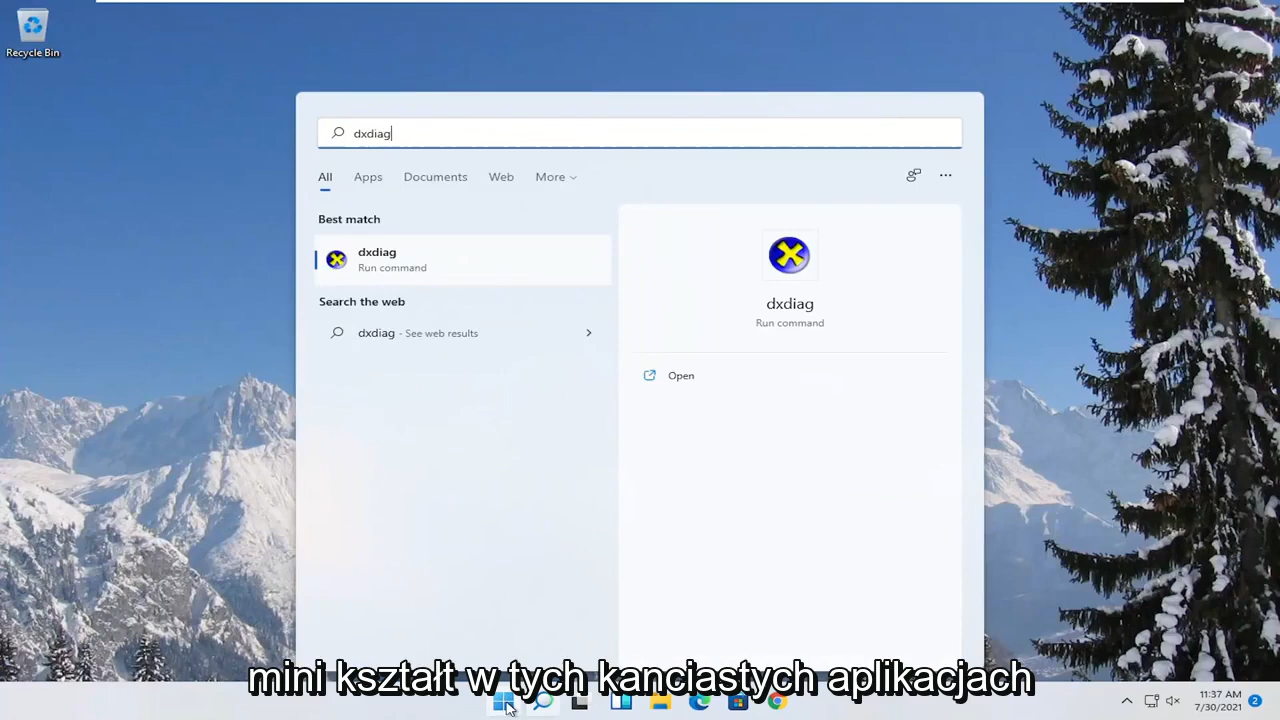 Recycle Bin
dxdiag
All Apps Documents Web More
Best match
dxdiag
Run command
Search the web
dxdiag - See web results
dxdiag
Run command
Open
mini kształt w tych kanciastych aplikacjach
11:37 AM
7/30/2021
2